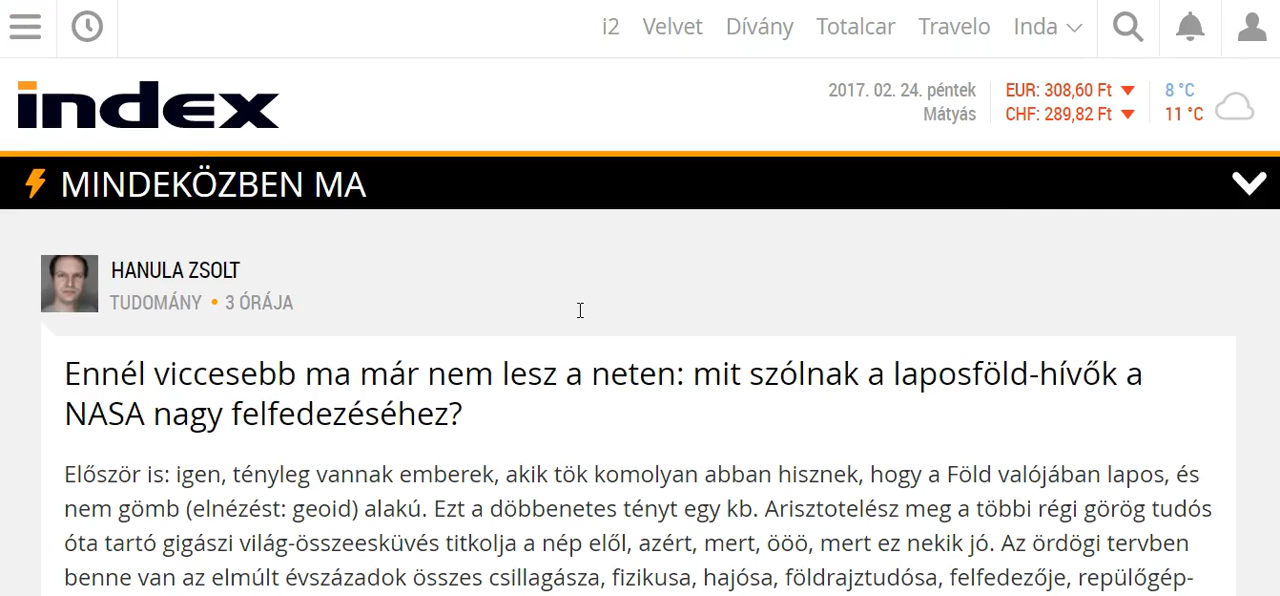 i2 Velvet Dívány Totalcar Travelo Inda
index
2017. 02. 24. péntek
Mátyás
EUR: 308,60 Ft
CHF: 289,82 Ft
8 °C
11 °C
MINDEKÖZBEN MA
HANULA ZSOLT
TUDOMÁNY • 3 ÓRÁJA
Ennél viccesebb ma már nem lesz a neten: mit szólnak a laposföld-hívők a
NASA nagy felfedezéséhez?
Először is: igen, tényleg vannak emberek, akik tök komolyan abban hisznek, hogy a Föld valójában lapos, és
nem gömb (elnézést: geoid) alakú. Ezt a döbbenetes tényt egy kb. Arisztotelész meg a többi régi görög tudós
óta tartó gigászi világ-összeesküvés titkolja a nép elől, azért, mert, ööö, mert ez nekik jó. Az ördögi tervben
benne van az elmúlt évszázadok összes csillagásza, fizikusa, hajósa, földrajztudósa, felfedezője, repülőgép-